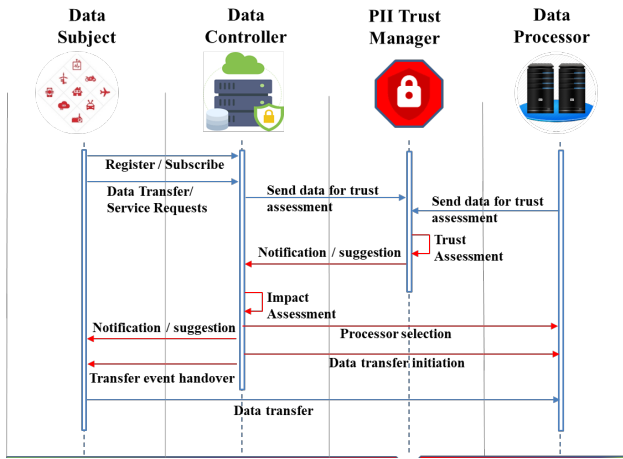 Data
Subject
Data
Controller
PII Trust
Manager
Data
Processor
Register / Subscribe
Data Transfer/
Service Requests
Send data for trust
assessment
Send data for trust
assessment
Trust
Assessment
Notification / suggestion
Impact
Assessment
Notification / suggestion
Processor selection
Data transfer initiation
Transfer event handover
Data transfer